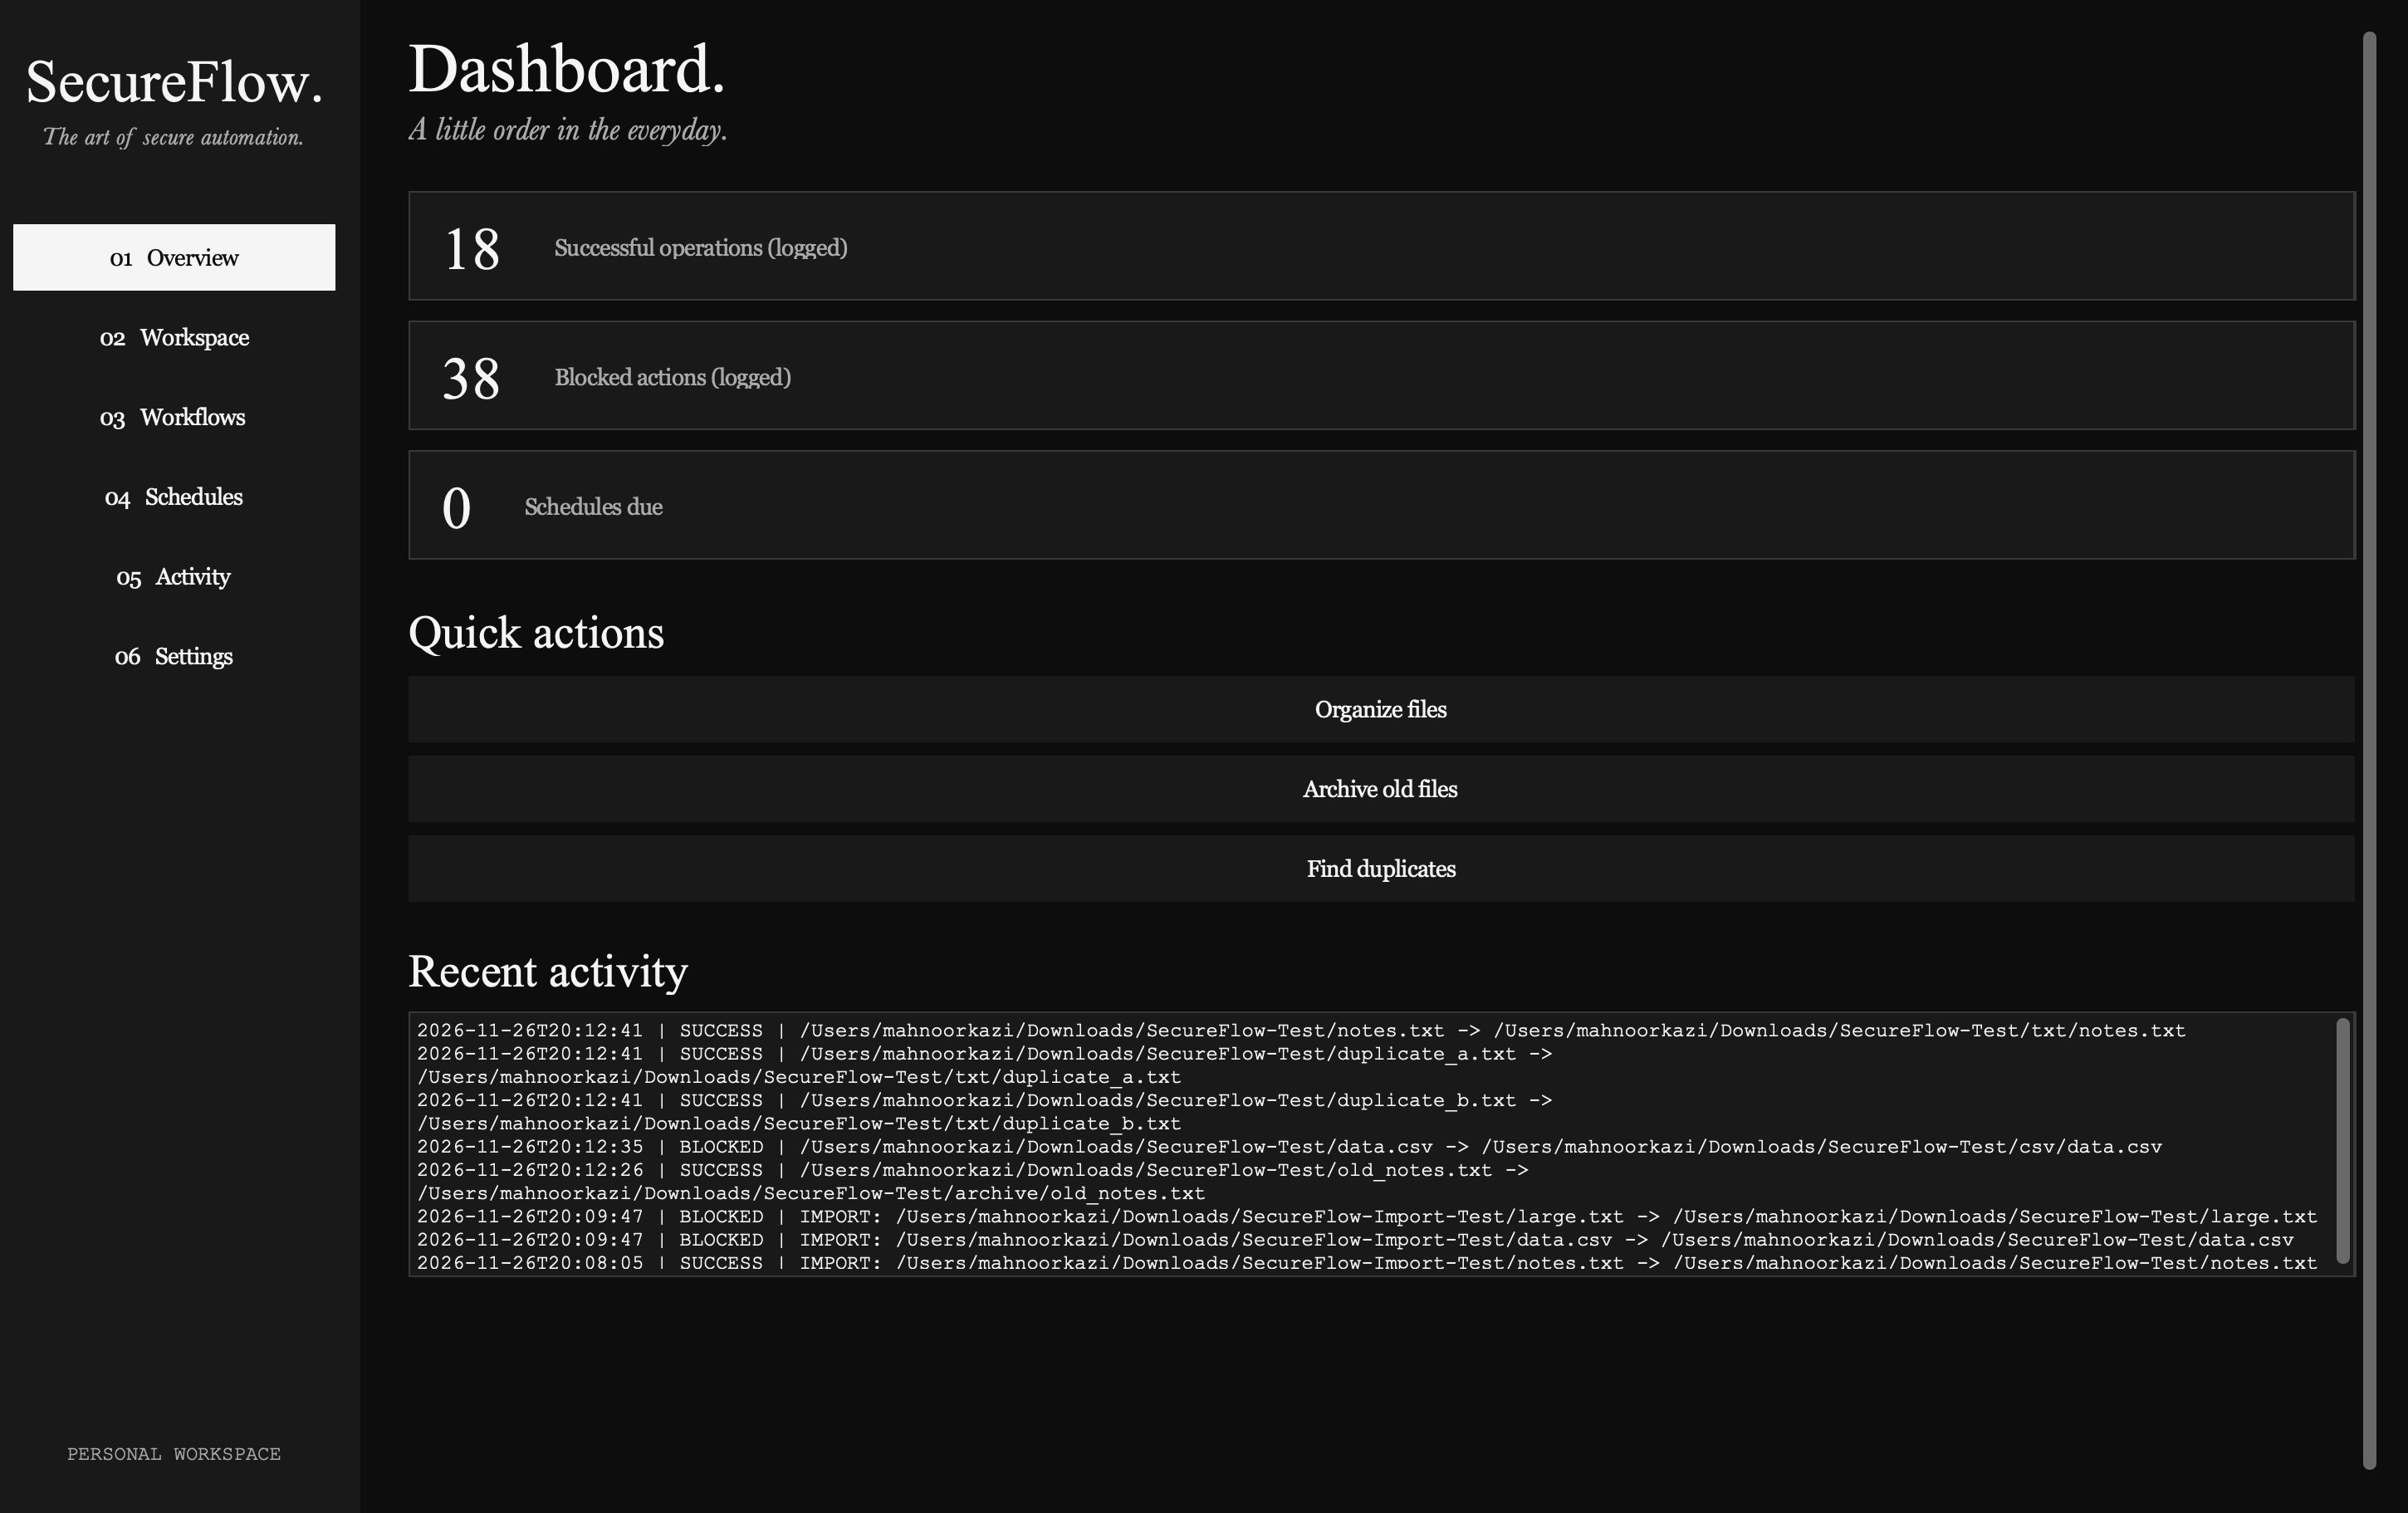 SecureFlow.
The art of secure automation.
01 Overview
02 Workspace
03 Workflows
04 Schedules
05 Activity
06 Settings
PERSONAL WORKSPACE
Dashboard.
A little order in the everyday.
18 Successful operations (logged)
38 Blocked actions (logged)
0 Schedules due
Quick actions
Organize files
Archive old files
Find duplicates
Recent activity
2026-11-26T20:12:41 | SUCCESS | /Users/mahnoorkazi/Downloads/SecureFlow-Test/notes.txt -> /Users/mahnoorkazi/Downloads/SecureFlow-Test/txt/notes.txt
2026-11-26T20:12:41 | SUCCESS | /Users/mahnoorkazi/Downloads/SecureFlow-Test/duplicate_a.txt ->
/Users/mahnoorkazi/Downloads/SecureFlow-Test/txt/duplicate_a.txt
2026-11-26T20:12:41 | SUCCESS | /Users/mahnoorkazi/Downloads/SecureFlow-Test/duplicate_b.txt ->
/Users/mahnoorkazi/Downloads/SecureFlow-Test/txt/duplicate_b.txt
2026-11-26T20:12:35 | BLOCKED | /Users/mahnoorkazi/Downloads/SecureFlow-Test/data.csv -> /Users/mahnoorkazi/Downloads/SecureFlow-Test/csv/data.csv
2026-11-26T20:12:26 | SUCCESS | /Users/mahnoorkazi/Downloads/SecureFlow-Test/old_notes.txt ->
/Users/mahnoorkazi/Downloads/SecureFlow-Test/archive/old_notes.txt
2026-11-26T20:09:47 | BLOCKED | IMPORT: /Users/mahnoorkazi/Downloads/SecureFlow-Import-Test/large.txt -> /Users/mahnoorkazi/Downloads/SecureFlow-Test/large.txt
2026-11-26T20:09:47 | BLOCKED | IMPORT: /Users/mahnoorkazi/Downloads/SecureFlow-Import-Test/data.csv -> /Users/mahnoorkazi/Downloads/SecureFlow-Test/data.csv
2026-11-26T20:08:05 | SUCCESS | IMPORT: /Users/mahnoorkazi/Downloads/SecureFlow-Import-Test/notes.txt -> /Users/mahnoorkazi/Downloads/SecureFlow-Test/notes.txt